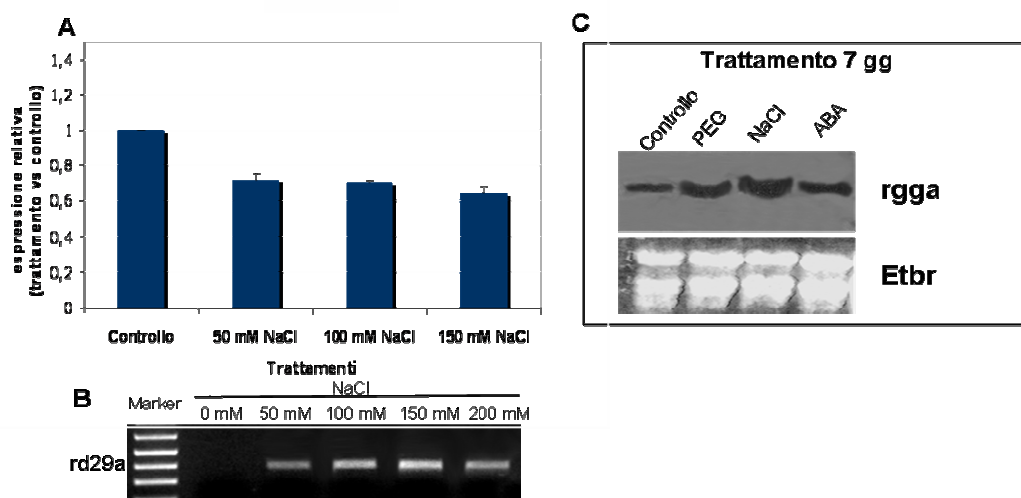 A
espressione relativa
(trattamento vs controllo)
1,4
1,2
1
0,8
0,6
0,4
0,2
0
Controllo 50 mM NaCl 100 mM NaCl 150 mM NaCl
Trattamenti
B
Marker
NaCl
0 mM 50 mM 100 mM 150 mM 200 mM
rd29a
C
Trattamento 7 gg
Controllo PEG NaCl ABA
rgga
Etbr